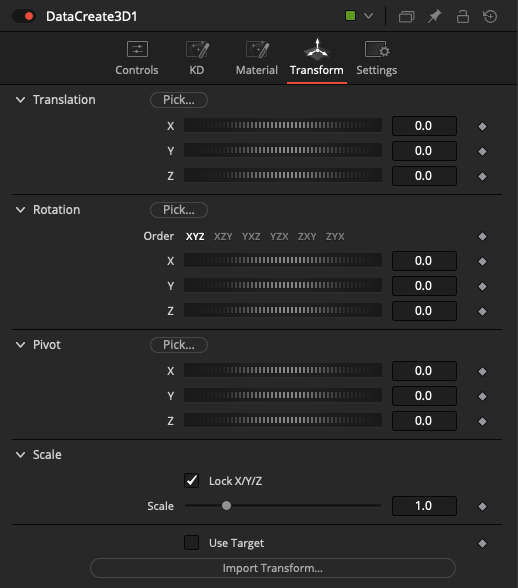 DataCreate3D1
Controls KD Material Transform Settings
Translation Pick...
X 0.0
Y 0.0
Z 0.0
Rotation Pick...
Order XYZ XZY YXZ YZX ZXY ZYX
X 0.0
Y 0.0
Z 0.0
Pivot Pick...
X 0.0
Y 0.0
Z 0.0
Scale
Lock X/Y/Z
Scale 1.0
Use Target
Import Transform...